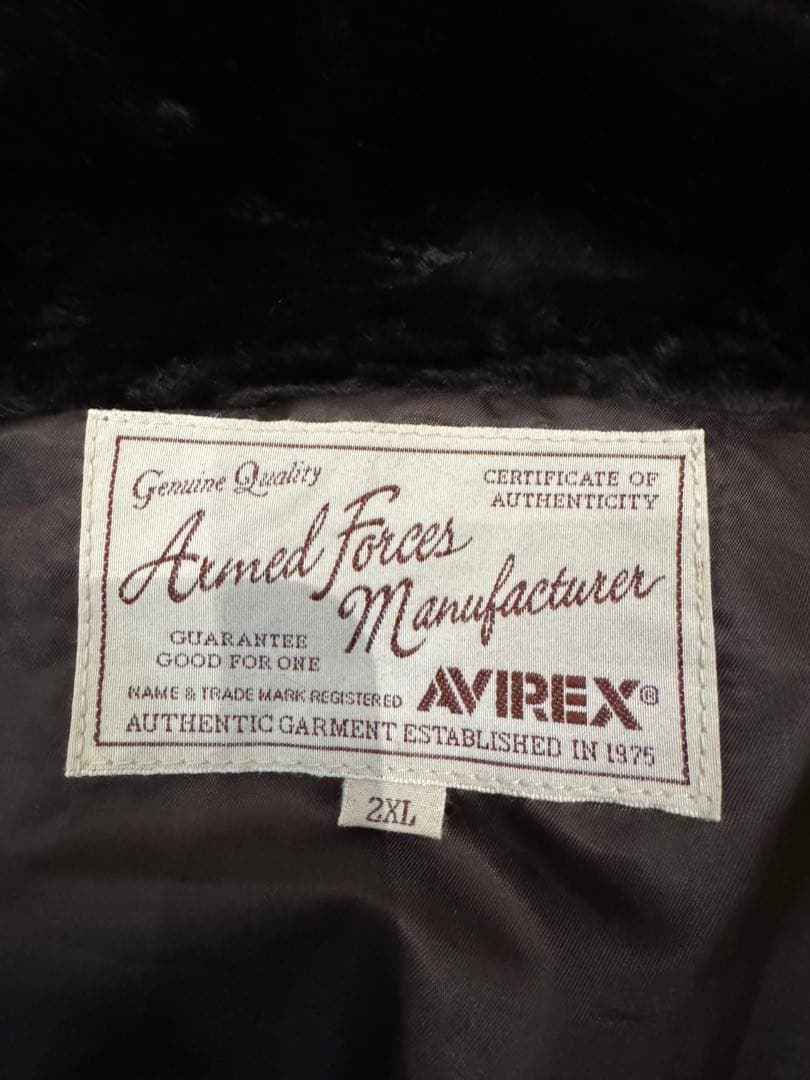 Genuine Quality
CERTIFICATE OF
AUTHENTICITY
Armed Forces
Manufacturer
GUARANTEE
GOOD FOR ONE
NAME & TRADE MARK REGISTERED
AVIREX®
AUTHENTIC GARMENT ESTABLISHED IN 1975
2XL